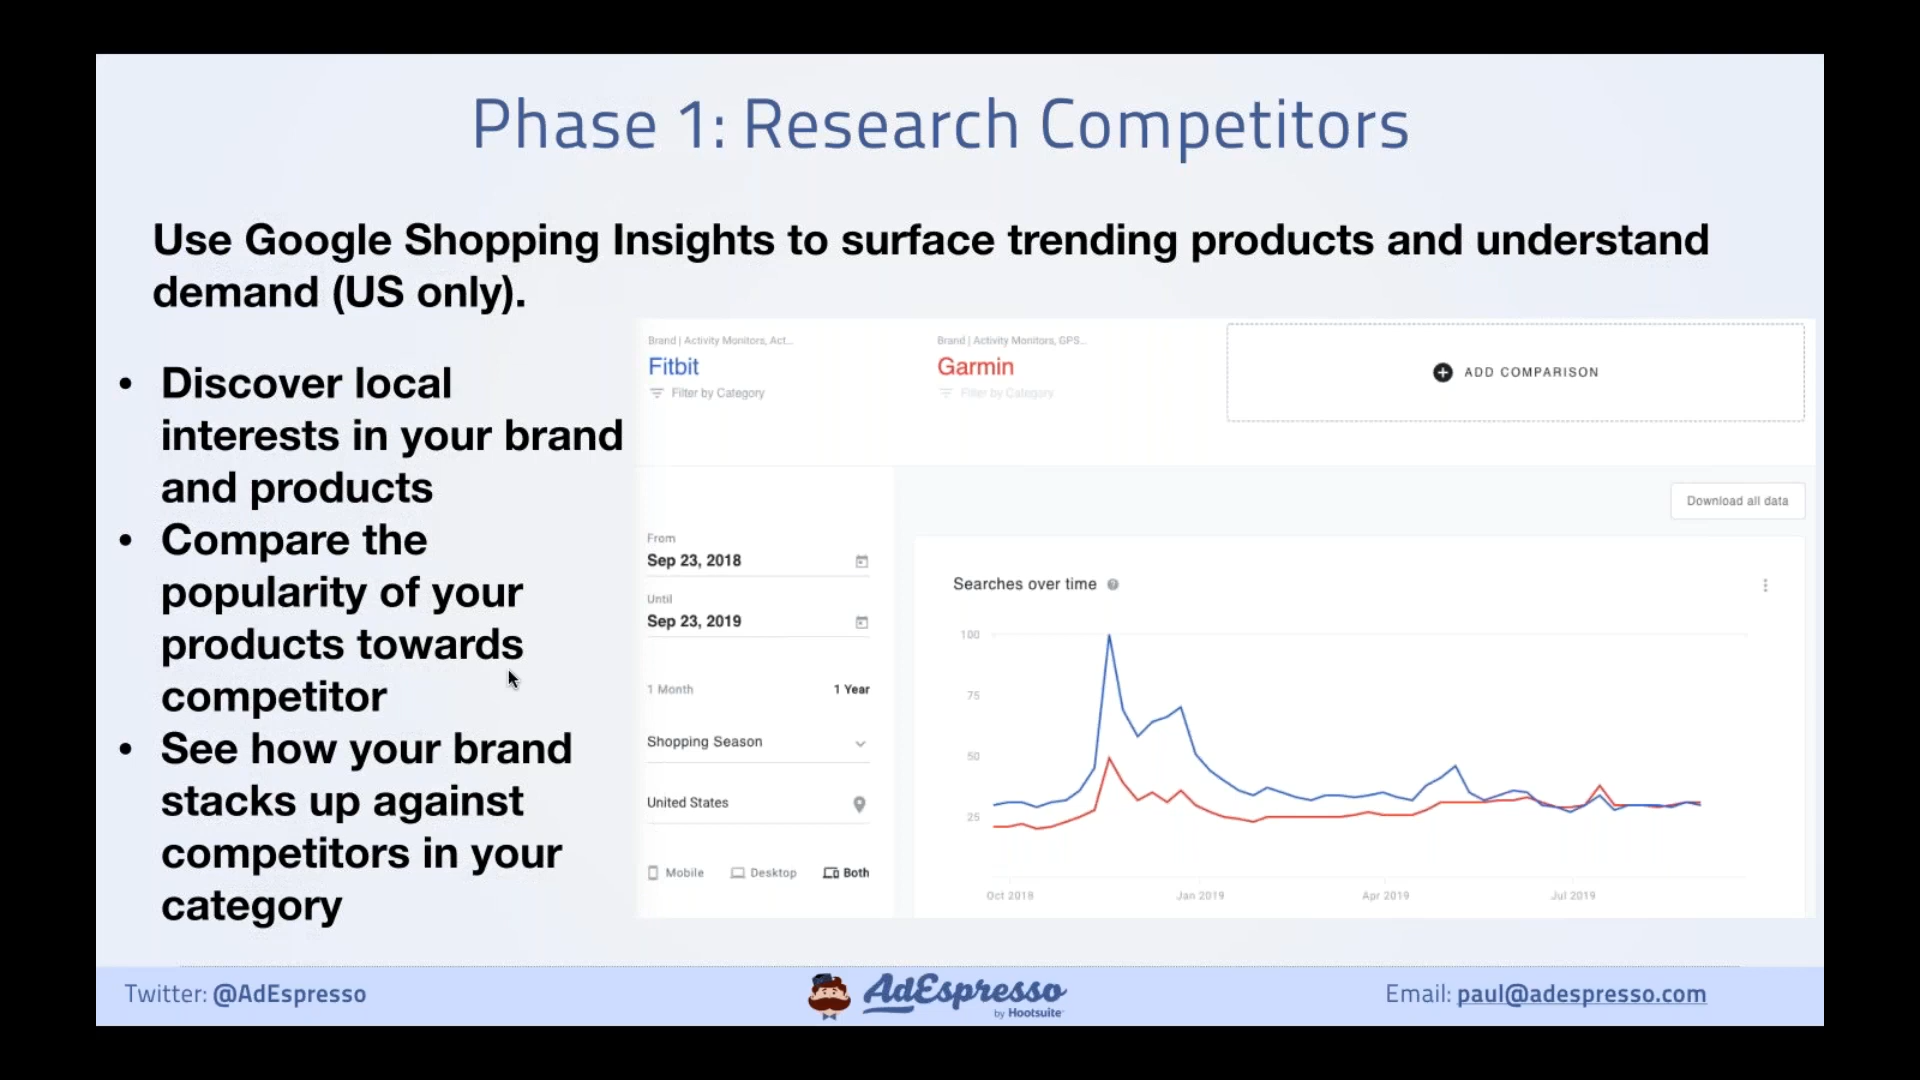 Phase 1: Research Competitors
Use Google Shopping Insights to surface trending products and understand
demand (US only).
• Discover local
interests in your brand
and products
• Compare the
popularity of your
products towards
competitor
• See how your brand
stacks up against
competitors in your
category
Brand | Activity Monitors, Act...
Fitbit
Filter by Category
Brand | Activity Monitors, GPS...
Garmin
Filter by Category
ADD COMPARISON
Download all data
From
Sep 23, 2018
Until
Sep 23, 2019
1 Month 1 Year
Shopping Season
United States
Mobile Desktop Both
Searches over time
100
75
50
25
Oct 2018 Jan 2019 Apr 2019 Jul 2019
Twitter: @AdEspresso
AdEspresso
by Hootsuite
Email: paul@adespresso.com